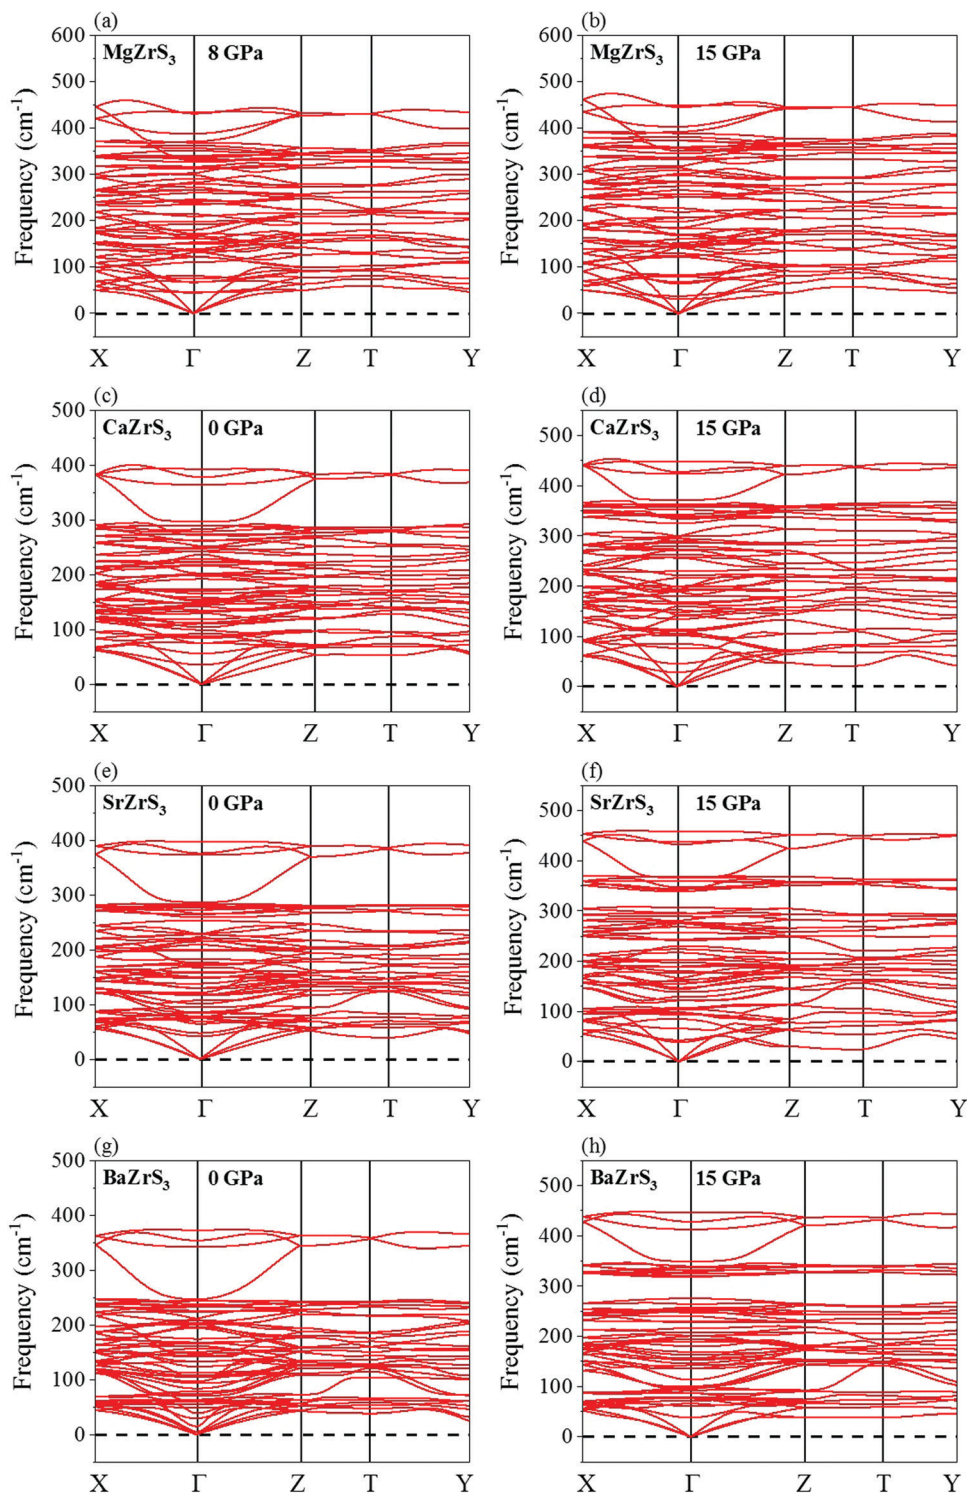 (a)
MgZrS₃ 8 GPa
600
500
400
300
200
100
0
Frequency (cm⁻¹)
X Γ Z T Y
(b)
MgZrS₃ 15 GPa
600
500
400
300
200
100
0
Frequency (cm⁻¹)
X Γ Z T Y
(c)
CaZrS₃ 0 GPa
500
400
300
200
100
0
Frequency (cm⁻¹)
X Γ Z T Y
(d)
CaZrS₃ 15 GPa
500
400
300
200
100
0
Frequency (cm⁻¹)
X Γ Z T Y
(e)
SrZrS₃ 0 GPa
500
400
300
200
100
0
Frequency (cm⁻¹)
X Γ Z T Y
(f)
SrZrS₃ 15 GPa
500
400
300
200
100
0
Frequency (cm⁻¹)
X Γ Z T Y
(g)
BaZrS₃ 0 GPa
500
400
300
200
100
0
Frequency (cm⁻¹)
X Γ Z T Y
(h)
BaZrS₃ 15 GPa
500
400
300
200
100
0
Frequency (cm⁻¹)
X Γ Z T Y